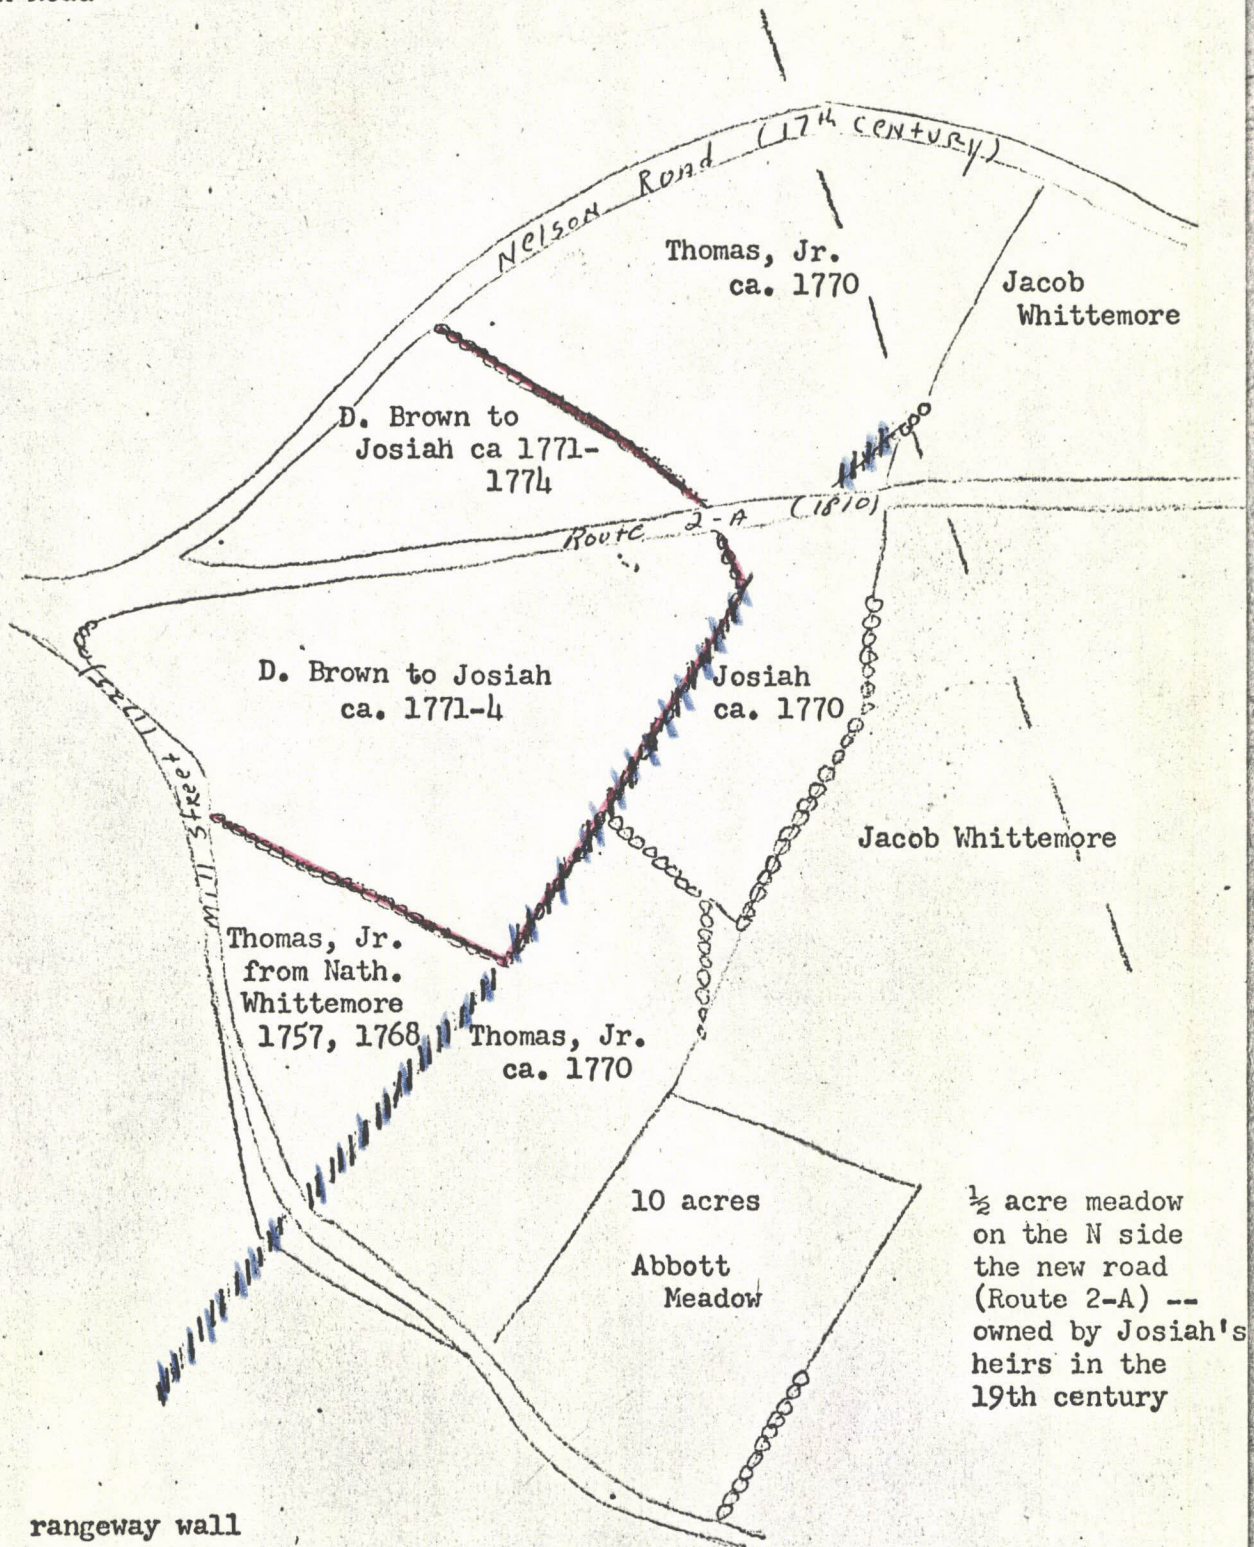 Nelson Road (17th CENTURY)
Thomas, Jr.
ca. 1770
Jacob
Whittemore
D. Brown to
Josiah ca 1771-
1774
Route 2-A (1810)
D. Brown to Josiah
ca. 1771-4
Josiah
ca. 1770
Mill Street
Jacob Whittemore
Thomas, Jr.
from Nath.
Whittemore
1757, 1768
Thomas, Jr.
ca. 1770
10 acres
Abbott
Meadow
½ acre meadow
on the N side
the new road
(Route 2-A) --
owned by Josiah's
heirs in the
19th century
rangeway wall